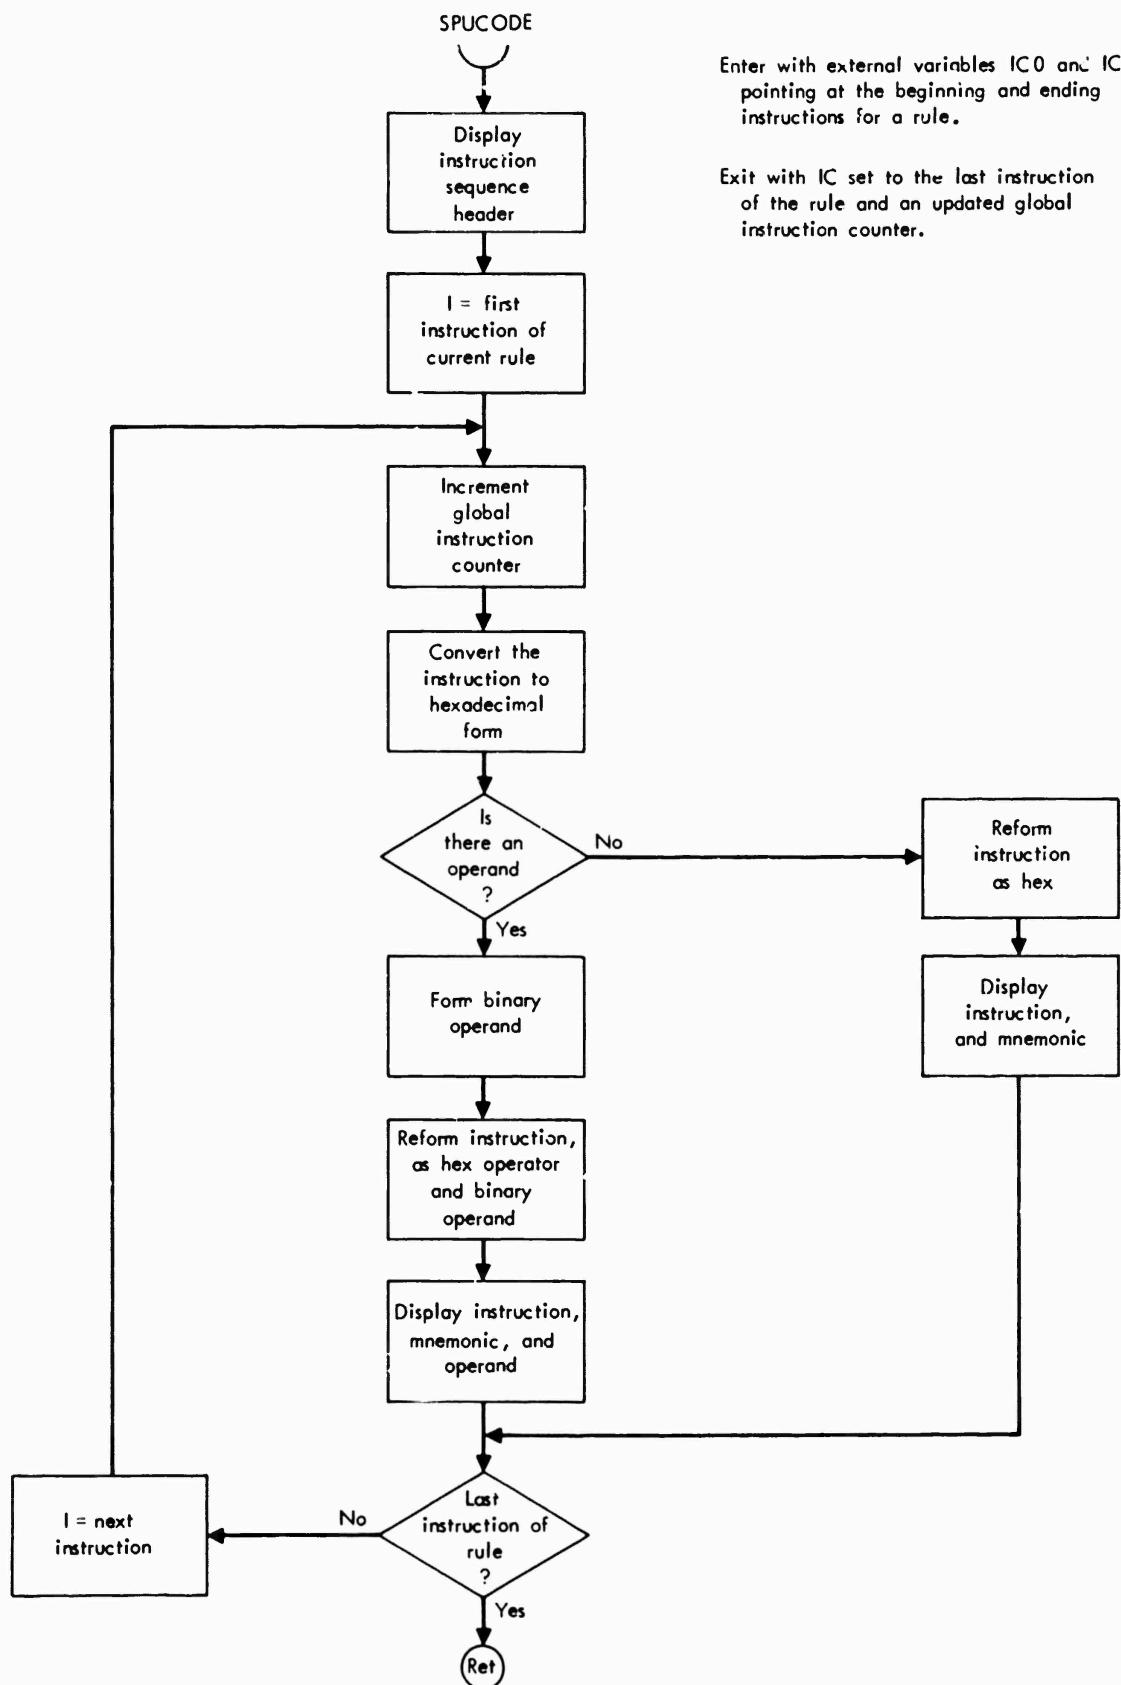 SPUCODE
Enter with external variables IC0 and IC
pointing at the beginning and ending
instructions for a rule.
Exit with IC set to the last instruction
of the rule and an updated global
instruction counter.
Display
instruction
sequence
header
I = first
instruction of
current rule
Increment
global
instruction
counter
Convert the
instruction to
hexadecimal
form
Is
there an
operand
?
No
Yes
Reform
instruction
as hex
Display
instruction,
and mnemonic
Form binary
operand
Reform instruction,
as hex operator
and binary
operand
Display instruction,
mnemonic, and
operand
Last
instruction of
rule
?
No
I = next
instruction
Yes
Ret